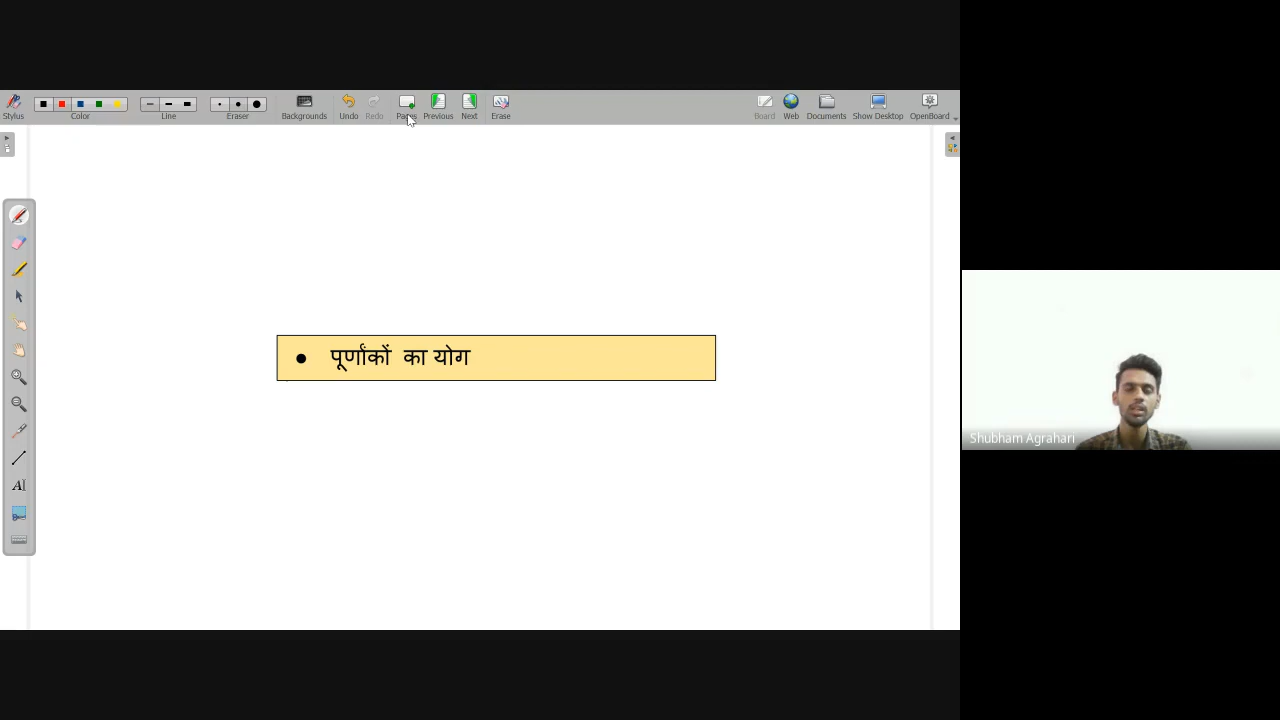 Stylus Color Line Eraser Backgrounds Undo Redo Pages Previous Next Erase Board Web Documents Show Desktop OpenBoard
• पूर्णांकों का योग
Shubham Agrahari